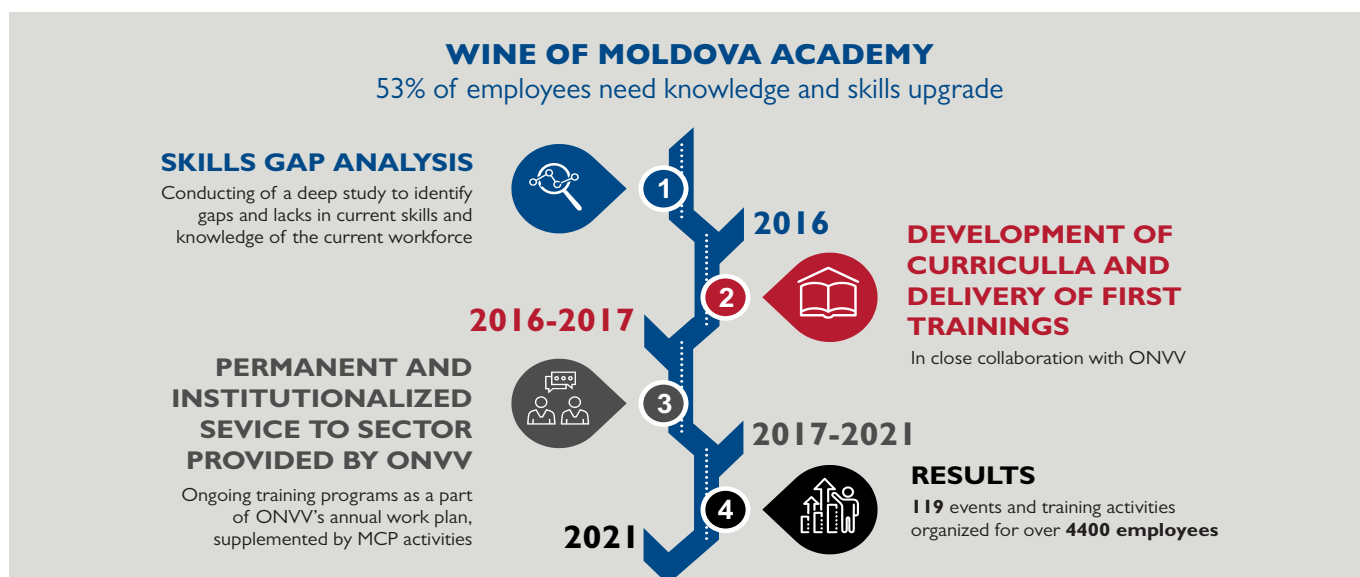 WINE OF MOLDOVA ACADEMY
53% of employees need knowledge and skills upgrade
SKILLS GAP ANALYSIS
Conducting of a deep study to identify
gaps and lacks in current skills and
knowledge of the current workforce
1
2016
DEVELOPMENT OF
CURRICULLA AND
DELIVERY OF FIRST
TRAININGS
In close collaboration with ONVV
2
2016-2017
PERMANENT AND
INSTITUTIONALIZED
SEVICE TO SECTOR
PROVIDED BY ONVV
Ongoing training programs as a part
of ONVV's annual work plan,
supplemented by MCP activities
3
2017-2021
RESULTS
119 events and training activities
organized for over 4400 employees
4
2021